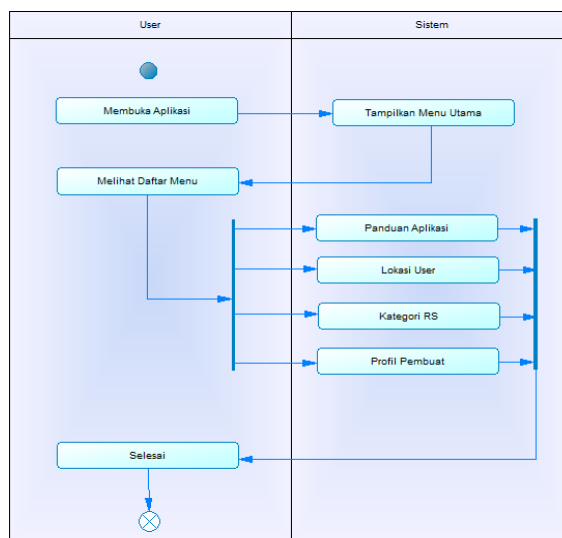 User
Sistem
Membuka Aplikasi
Tampilkan Menu Utama
Melihat Daftar Menu
Panduan Aplikasi
Lokasi User
Kategori RS
Profil Pembuat
Selesai